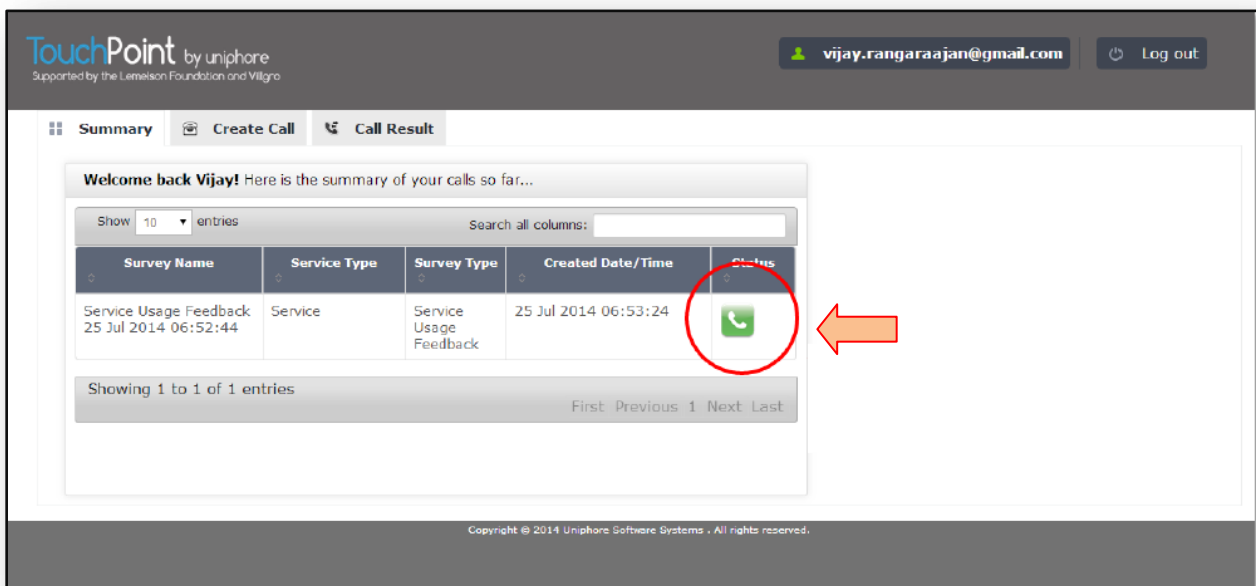 TouchPoint by uniphore
Supported by the Lemelson Foundation and Villgro
vijay.rangaraajan@gmail.com
Log out
Summary
Create Call
Call Result
Welcome back Vijay! Here is the summary of your calls so far...
Show 10 entries
Search all columns:
Survey Name
Service Type
Survey Type
Created Date/Time
Status
Service Usage Feedback
25 Jul 2014 06:52:44
Service
Service
Usage
Feedback
25 Jul 2014 06:53:24
Showing 1 to 1 of 1 entries
First Previous 1 Next Last
Copyright © 2014 Uniphore Software Systems . All rights reserved.